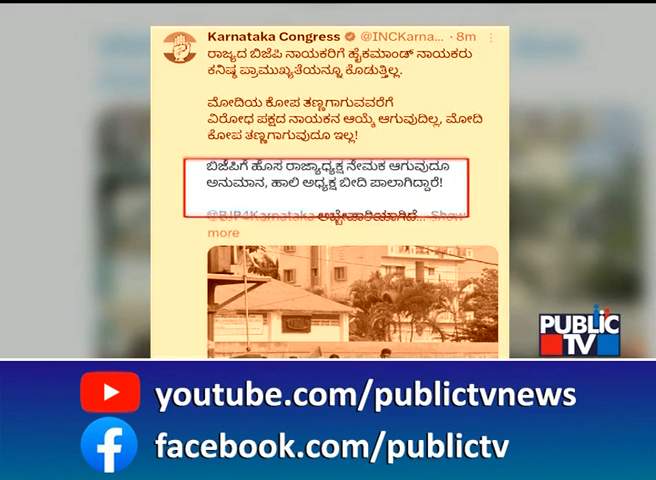 Karnataka Congress @INCKarna... · 8m
ರಾಜ್ಯದ ಬಿಜೆಪಿ ನಾಯಕರಿಗೆ ಹೈಕಮಾಂಡ್ ನಾಯಕರು
ಕನಿಷ್ಠ ಪ್ರಾಮುಖ್ಯತೆಯನ್ನೂ ಕೊಡುತ್ತಿಲ್ಲ.
ಮೋದಿಯ ಕೋಪ ತಣ್ಣಗಾಗುವವರೆಗೆ
ವಿರೋಧ ಪಕ್ಷದ ನಾಯಕನ ಆಯ್ಕೆ ಆಗುವುದಿಲ್ಲ, ಮೋದಿ
ಕೋಪ ತಣ್ಣಗಾಗುವುದೂ ಇಲ್ಲ!
ಬಿಜೆಪಿಗೆ ಹೊಸ ರಾಜ್ಯಾಧ್ಯಕ್ಷ ನೇಮಕ ಆಗುವುದೂ
ಅನುಮಾನ, ಹಾಲಿ ಅಧ್ಯಕ್ಷ ಬೀದಿ ಪಾಲಾಗಿದ್ದಾರೆ!
@BJP4Karnataka ಅಬ್ಬೇಪಾರಿಯಾಗಿದೆ... Show
more
PUBLIC
TV
youtube.com/publictvnews
facebook.com/publictv